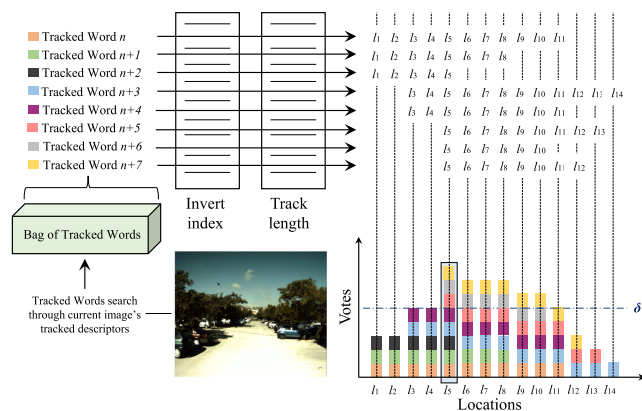 Tracked Word n
l1 l2 l3 l4 l5 l6 l7 l8 l9 l10 l11
Tracked Word n+1
l1 l2 l3 l4 l5 l6 l7 l8
Tracked Word n+2
l1 l2 l3 l4 l5
Tracked Word n+3
l3 l4 l5 l6 l7 l8 l9 l10 l11 l12 l13 l14
Tracked Word n+4
l3 l4 l5 l6 l7 l8 l9 l10 l11
Tracked Word n+5
l5 l6 l7 l8 l9 l10 l11 l12 l13
Tracked Word n+6
l5 l6 l7 l8 l9 l10
Tracked Word n+7
l5 l6 l7 l8 l9 l10 l11 l12
Invert
index
Track
length
Bag of Tracked Words
Tracked Words search
through current image's
tracked descriptors
Votes
δ
l1 l2 l3 l4 l5 l6 l7 l8 l9 l10 l11 l12 l13 l14
Locations